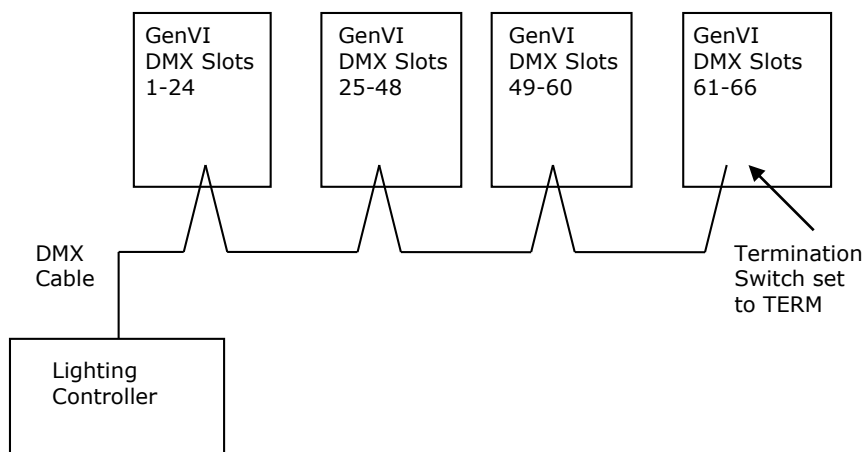 GenVI
DMX Slots
1-24
GenVI
DMX Slots
25-48
GenVI
DMX Slots
49-60
GenVI
DMX Slots
61-66
DMX
Cable
Termination
Switch set
to TERM
Lighting
Controller